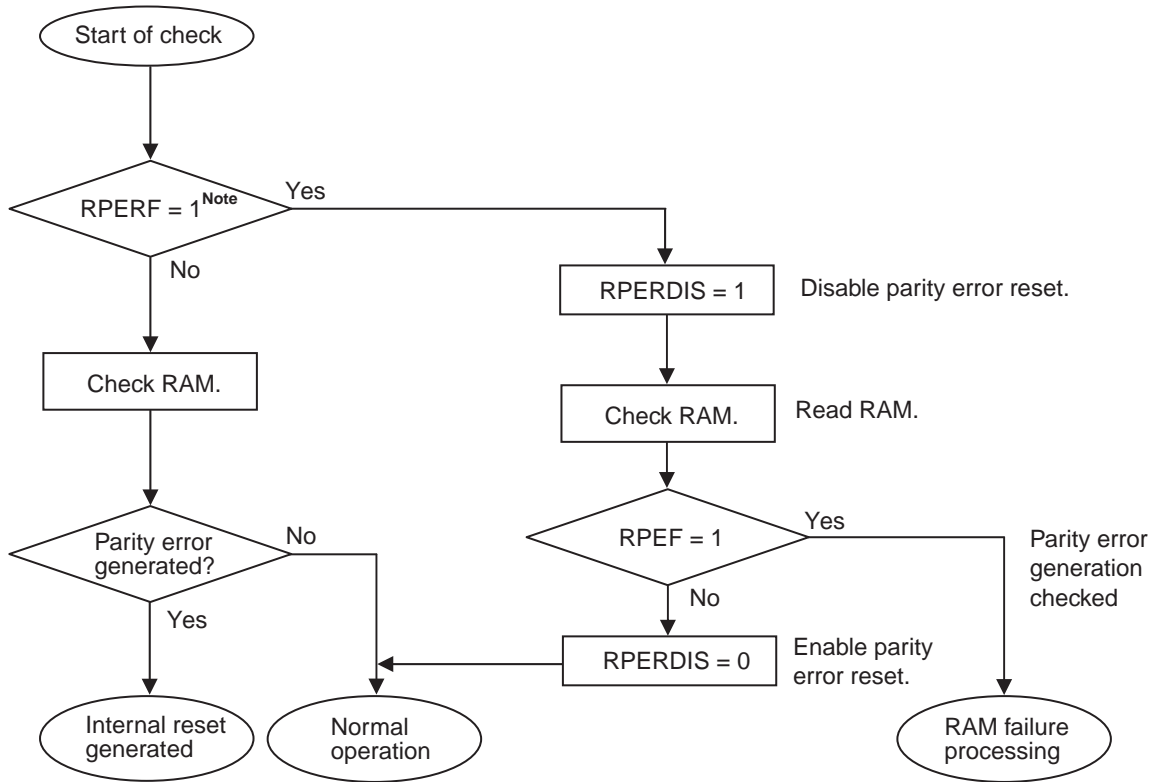 Start of check
RPERF = 1Note
Yes
No
RPERDIS = 1
Disable parity error reset.
Check RAM.
Check RAM.
Read RAM.
Parity error
generated?
No
Yes
RPEF = 1
Yes
No
Parity error
generation
checked
RPERDIS = 0
Enable parity
error reset.
Internal reset
generated
Normal
operation
RAM failure
processing